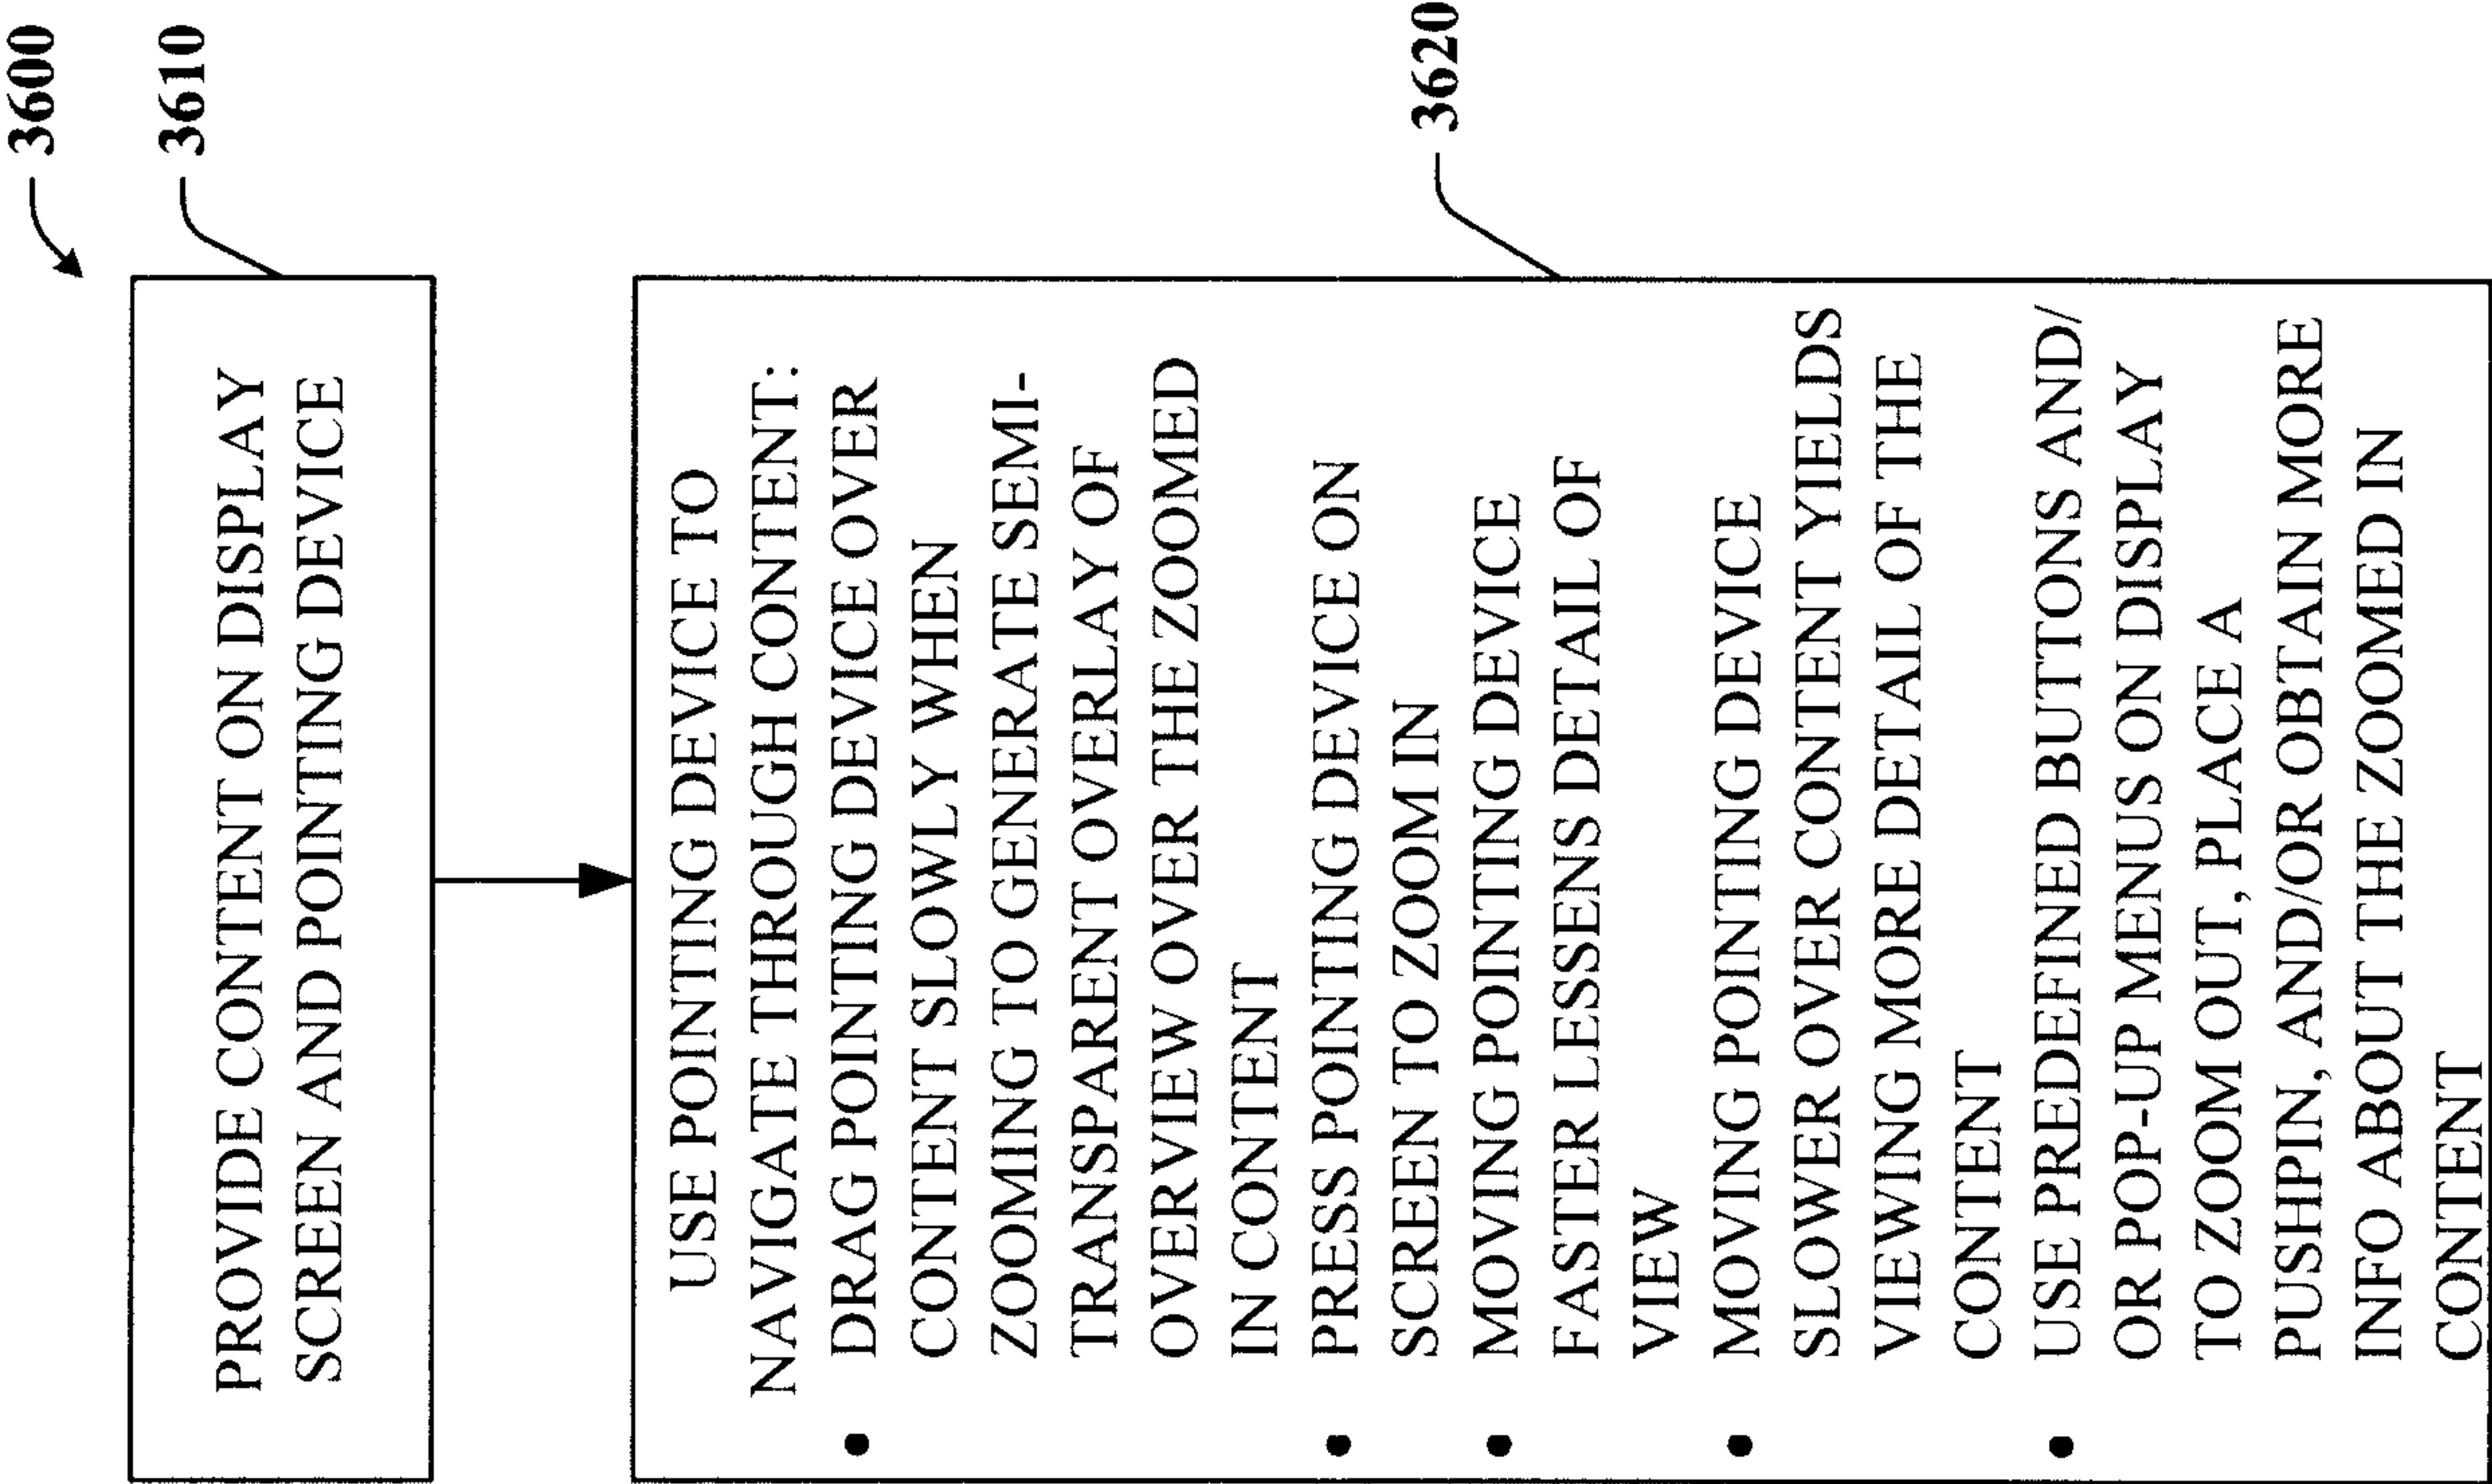 3600
3610
PROVIDE CONTENT ON DISPLAY
SCREEN AND POINTING DEVICE
3620
USE POINTING DEVICE TO
NAVIGATE THROUGH CONTENT:
• DRAG POINTING DEVICE OVER
CONTENT SLOWLY WHEN
ZOOMING TO GENERATE SEMI-
TRANSPARENT OVERLAY OF
OVERVIEW OVER THE ZOOMED
IN CONTENT
• PRESS POINTING DEVICE ON
SCREEN TO ZOOM IN
• MOVING POINTING DEVICE
FASTER LESSENS DETAIL OF
VIEW
• MOVING POINTING DEVICE
SLOWER OVER CONTENT YIELDS
VIEWING MORE DETAIL OF THE
CONTENT
• USE PREDEFINED BUTTONS AND/
OR POP-UP MENUS ON DISPLAY
TO ZOOM OUT, PLACE A
PUSHPIN, AND/OR OBTAIN MORE
INFO ABOUT THE ZOOMED IN
CONTENT